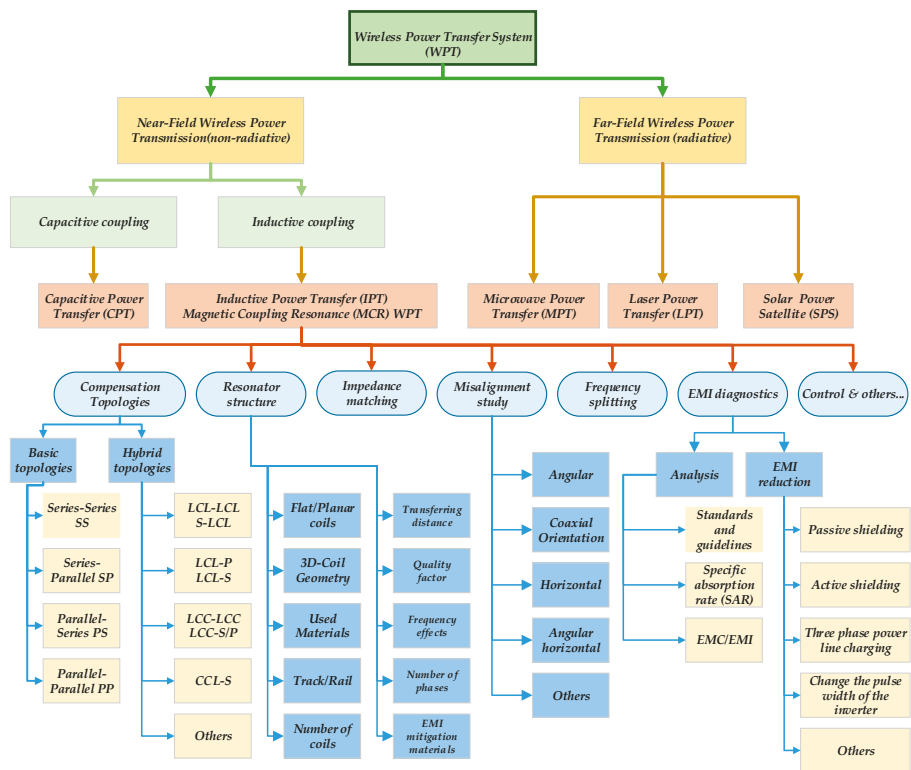 Wireless Power Transfer System
(WPT)
Near-Field Wireless Power
Transmission(non-radiative)
Far-Field Wireless Power
Transmission (radiative)
Capacitive coupling
Inductive coupling
Capacitive Power
Transfer (CPT)
Inductive Power Transfer (IPT)
Magnetic Coupling Resonance (MCR) WPT
Microwave Power
Transfer (MPT)
Laser Power
Transfer (LPT)
Solar Power
Satellite (SPS)
Compensation
Topologies
Resonator
structure
Impedance
matching
Misalignment
study
Frequency
splitting
EMI diagnostics
Control & others...
Basic
topologies
Hybrid
topologies
Series-Series
SS
Series-
Parallel SP
Parallel-
Series PS
Parallel-
Parallel PP
LCL-LCL
S-LCL
LCL-P
LCL-S
LCC-LCC
LCC-S/P
CCL-S
Others
Flat/Planar
coils
3D-Coil
Geometry
Used
Materials
Track/Rail
Number of
coils
Transferring
distance
Quality
factor
Frequency
effects
Number of
phases
EMI
mitigation
materials
Angular
Coaxial
Orientation
Horizontal
Angular
horizontal
Others
Analysis
EMI
reduction
Standards
and
guidelines
Specific
absorption
rate (SAR)
EMC/EMI
Passive shielding
Active shielding
Three phase power
line charging
Change the pulse
width of the
inverter
Others